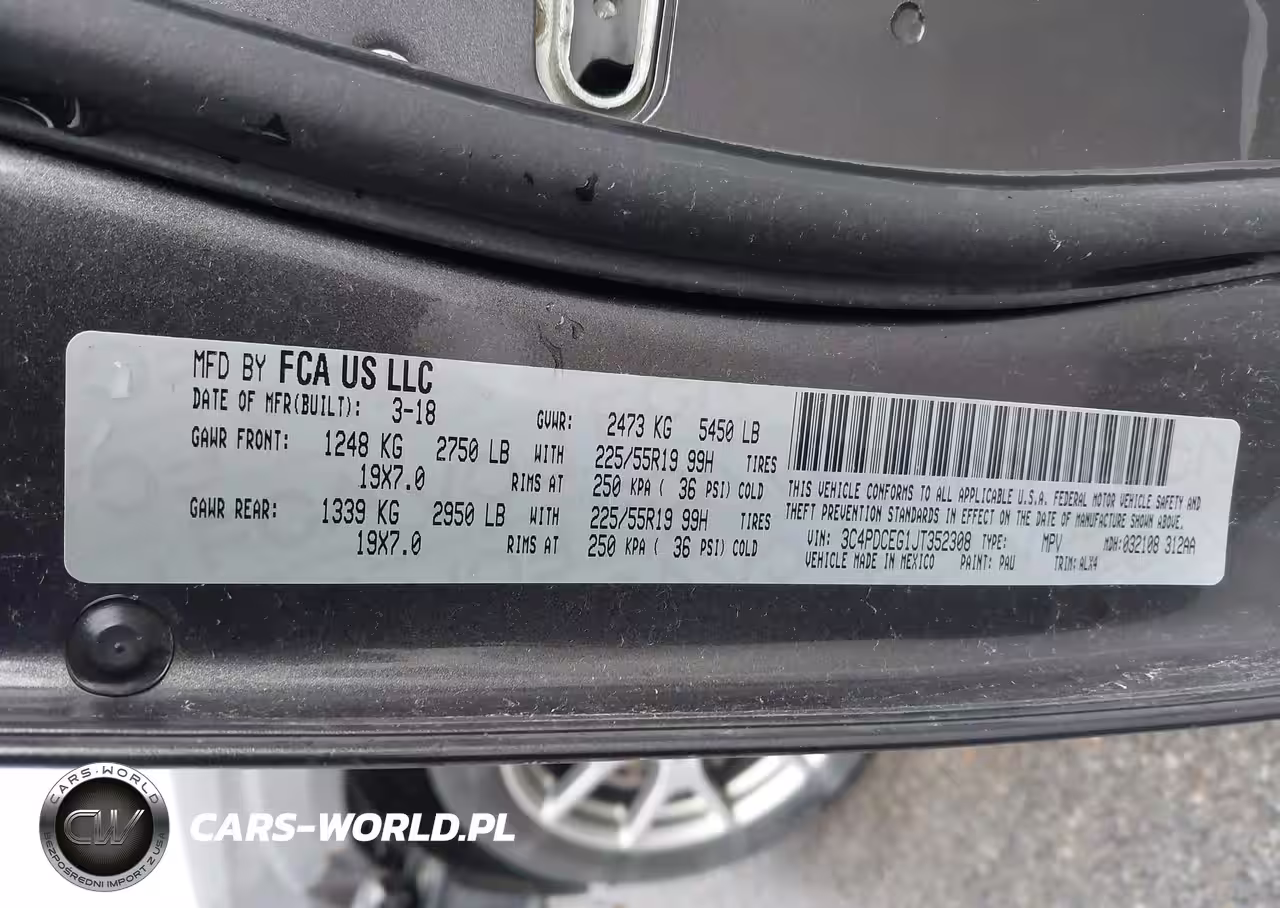 MFD BY FCA US LLC
DATE OF MFR(BUILT): 3-18 GVWR: 2473 KG 5450 LB
GAWR FRONT: 1248 KG 2750 LB WITH 225/55R19 99H TIRES
19X7.0 RIMS AT 250 KPA ( 36 PSI) COLD
GAWR REAR: 1339 KG 2950 LB WITH 225/55R19 99H TIRES
19X7.0 RIMS AT 250 KPA ( 36 PSI) COLD
THIS VEHICLE CONFORMS TO ALL APPLICABLE U.S.A. FEDERAL MOTOR VEHICLE SAFETY AND
THEFT PREVENTION STANDARDS IN EFFECT ON THE DATE OF MANUFACTURE SHOWN ABOVE.
VIN: 3C4PDCEG1JT352308 TYPE: MPV MDH:032108 312AA
VEHICLE MADE IN MEXICO PAINT: PAU TRIM:ALX4
CARS-WORLD
CW
BEZPOŚREDNI IMPORT Z USA
CARS-WORLD.PL